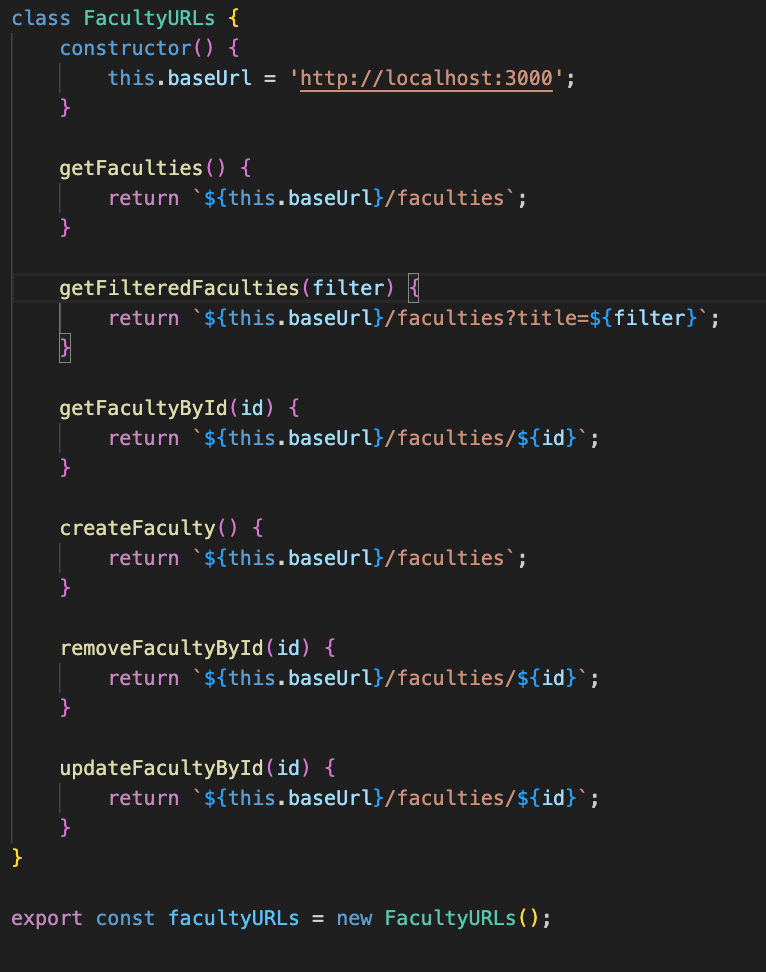 class FacultyURLs {
    constructor() {
        this.baseUrl = 'http://localhost:3000';
    }

    getFaculties() {
        return `${this.baseUrl}/faculties`;
    }

    getFilteredFaculties(filter) {
        return `${this.baseUrl}/faculties?title=${filter}`;
    }

    getFacultyById(id) {
        return `${this.baseUrl}/faculties/${id}`;
    }

    createFaculty() {
        return `${this.baseUrl}/faculties`;
    }

    removeFacultyById(id) {
        return `${this.baseUrl}/faculties/${id}`;
    }

    updateFacultyById(id) {
        return `${this.baseUrl}/faculties/${id}`;
    }
}

export const facultyURLs = new FacultyURLs();